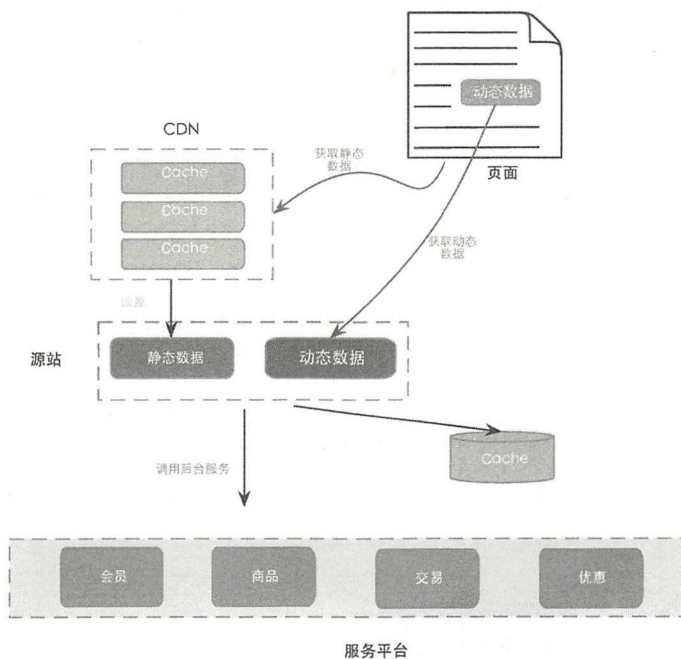 动态数据
页面
CDN
Cache
Cache
Cache
获取静态
数据
获取动态
数据
回源
源站
静态数据
动态数据
Cache
调用后台服务
会员
商品
交易
优惠
服务平台